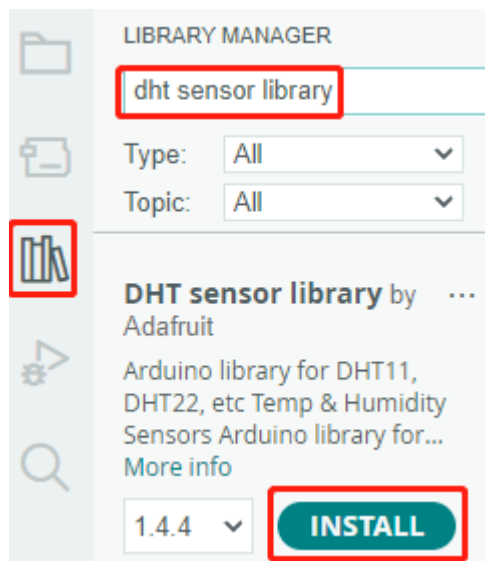 LIBRARY MANAGER
dht sensor library
Type: All
Topic: All
DHT sensor library by ...
Adafruit
Arduino library for DHT11,
DHT22, etc Temp & Humidity
Sensors Arduino library for...
More info
1.4.4 INSTALL